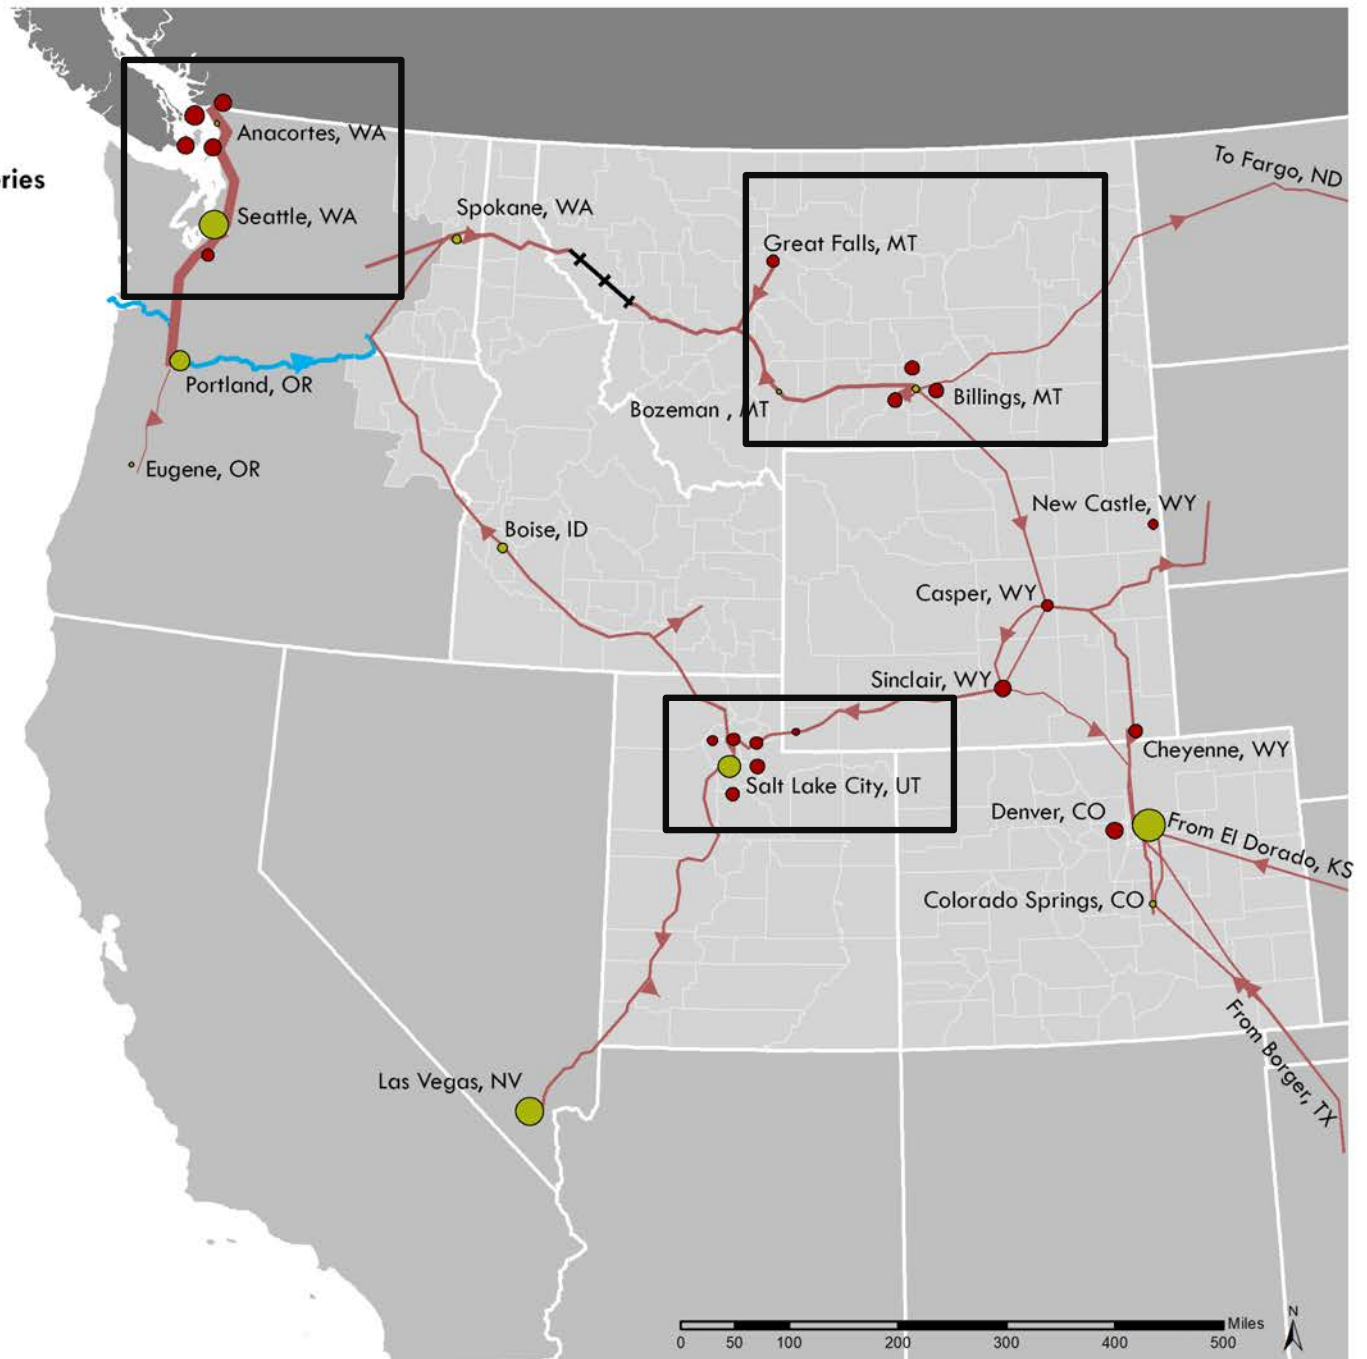 To Fargo, ND
Anacortes, WA
ries
Spokane, WA
Seattle, WA
Great Falls, MT
Portland, OR
Billings, MT
Bozeman , MT
Eugene, OR
New Castle, WY
Boise, ID
Casper, WY
Sinclair, WY
Cheyenne, WY
Salt Lake City, UT
Denver, CO
From El Dorado, KS
Colorado Springs, CO
From Borger, TX
Las Vegas, NV
N
Miles
0 50 100 200 300 400 500